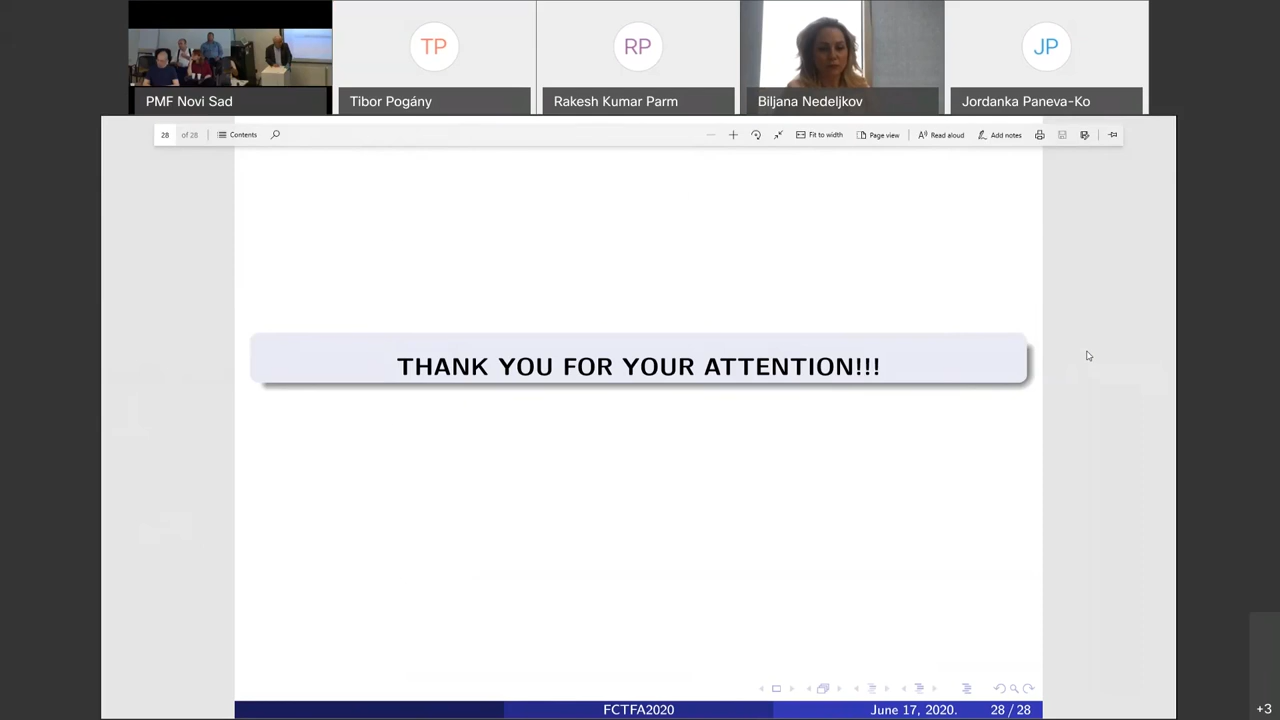 TP
RP
JP
PMF Novi Sad
Tibor Pogány
Rakesh Kumar Parm
Biljana Nedeljkov
Jordanka Paneva-Ko
28 of 28
Contents
Fit to width
Page view
Read aloud
Add notes
THANK YOU FOR YOUR ATTENTION!!!
FCTFA2020
June 17, 2020.
28 / 28
+3